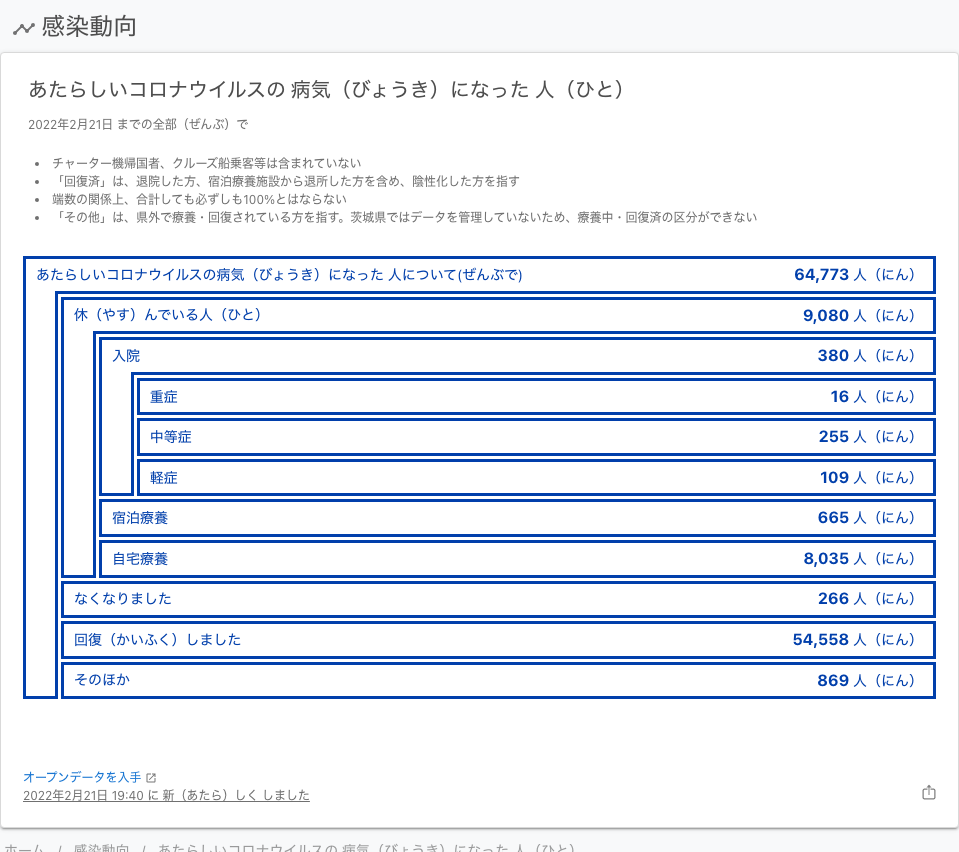 感染動向
あたらしいコロナウイルスの 病気（びょうき）になった 人（ひと）
2022年2月21日 までの全部（ぜんぶ）で
チャーター機帰国者、クルーズ船乗客等は含まれていない
「回復済」は、退院した方、宿泊療養施設から退所した方を含め、陰性化した方を指す
端数の関係上、合計しても必ずしも100%とはならない
「その他」は、県外で療養・回復されている方を指す。茨城県ではデータを管理していないため、療養中・回復済の区分ができない
あたらしいコロナウイルスの病気（びょうき）になった 人について(ぜんぶで) 64,773 人（にん）
休（やす）んでいる人（ひと） 9,080 人（にん）
入院 380 人（にん）
重症 16 人（にん）
中等症 255 人（にん）
軽症 109 人（にん）
宿泊療養 665 人（にん）
自宅療養 8,035 人（にん）
なくなりました 266 人（にん）
回復（かいふく）しました 54,558 人（にん）
そのほか 869 人（にん）
オープンデータを入手
2022年2月21日 19:40 に 新（あたら）しく しました
ホーム / 感染動向 / あたらしいコロナウイルスの 病気（びょうき）になった 人（ひと）